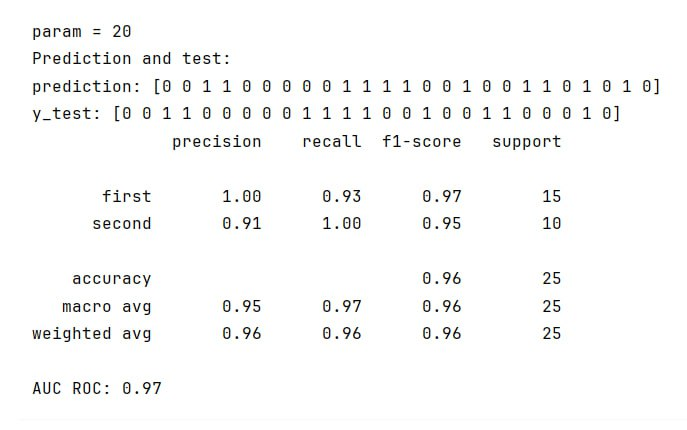 param = 20
Prediction and test:
prediction: [0 0 1 1 0 0 0 0 0 1 1 1 1 0 0 1 0 0 1 1 0 1 0 1 0]
y_test: [0 0 1 1 0 0 0 0 0 1 1 1 1 0 0 1 0 0 1 1 0 0 0 1 0]
precision recall f1-score support
first 1.00 0.93 0.97 15
second 0.91 1.00 0.95 10
accuracy 0.96 25
macro avg 0.95 0.97 0.96 25
weighted avg 0.96 0.96 0.96 25
AUC ROC: 0.97